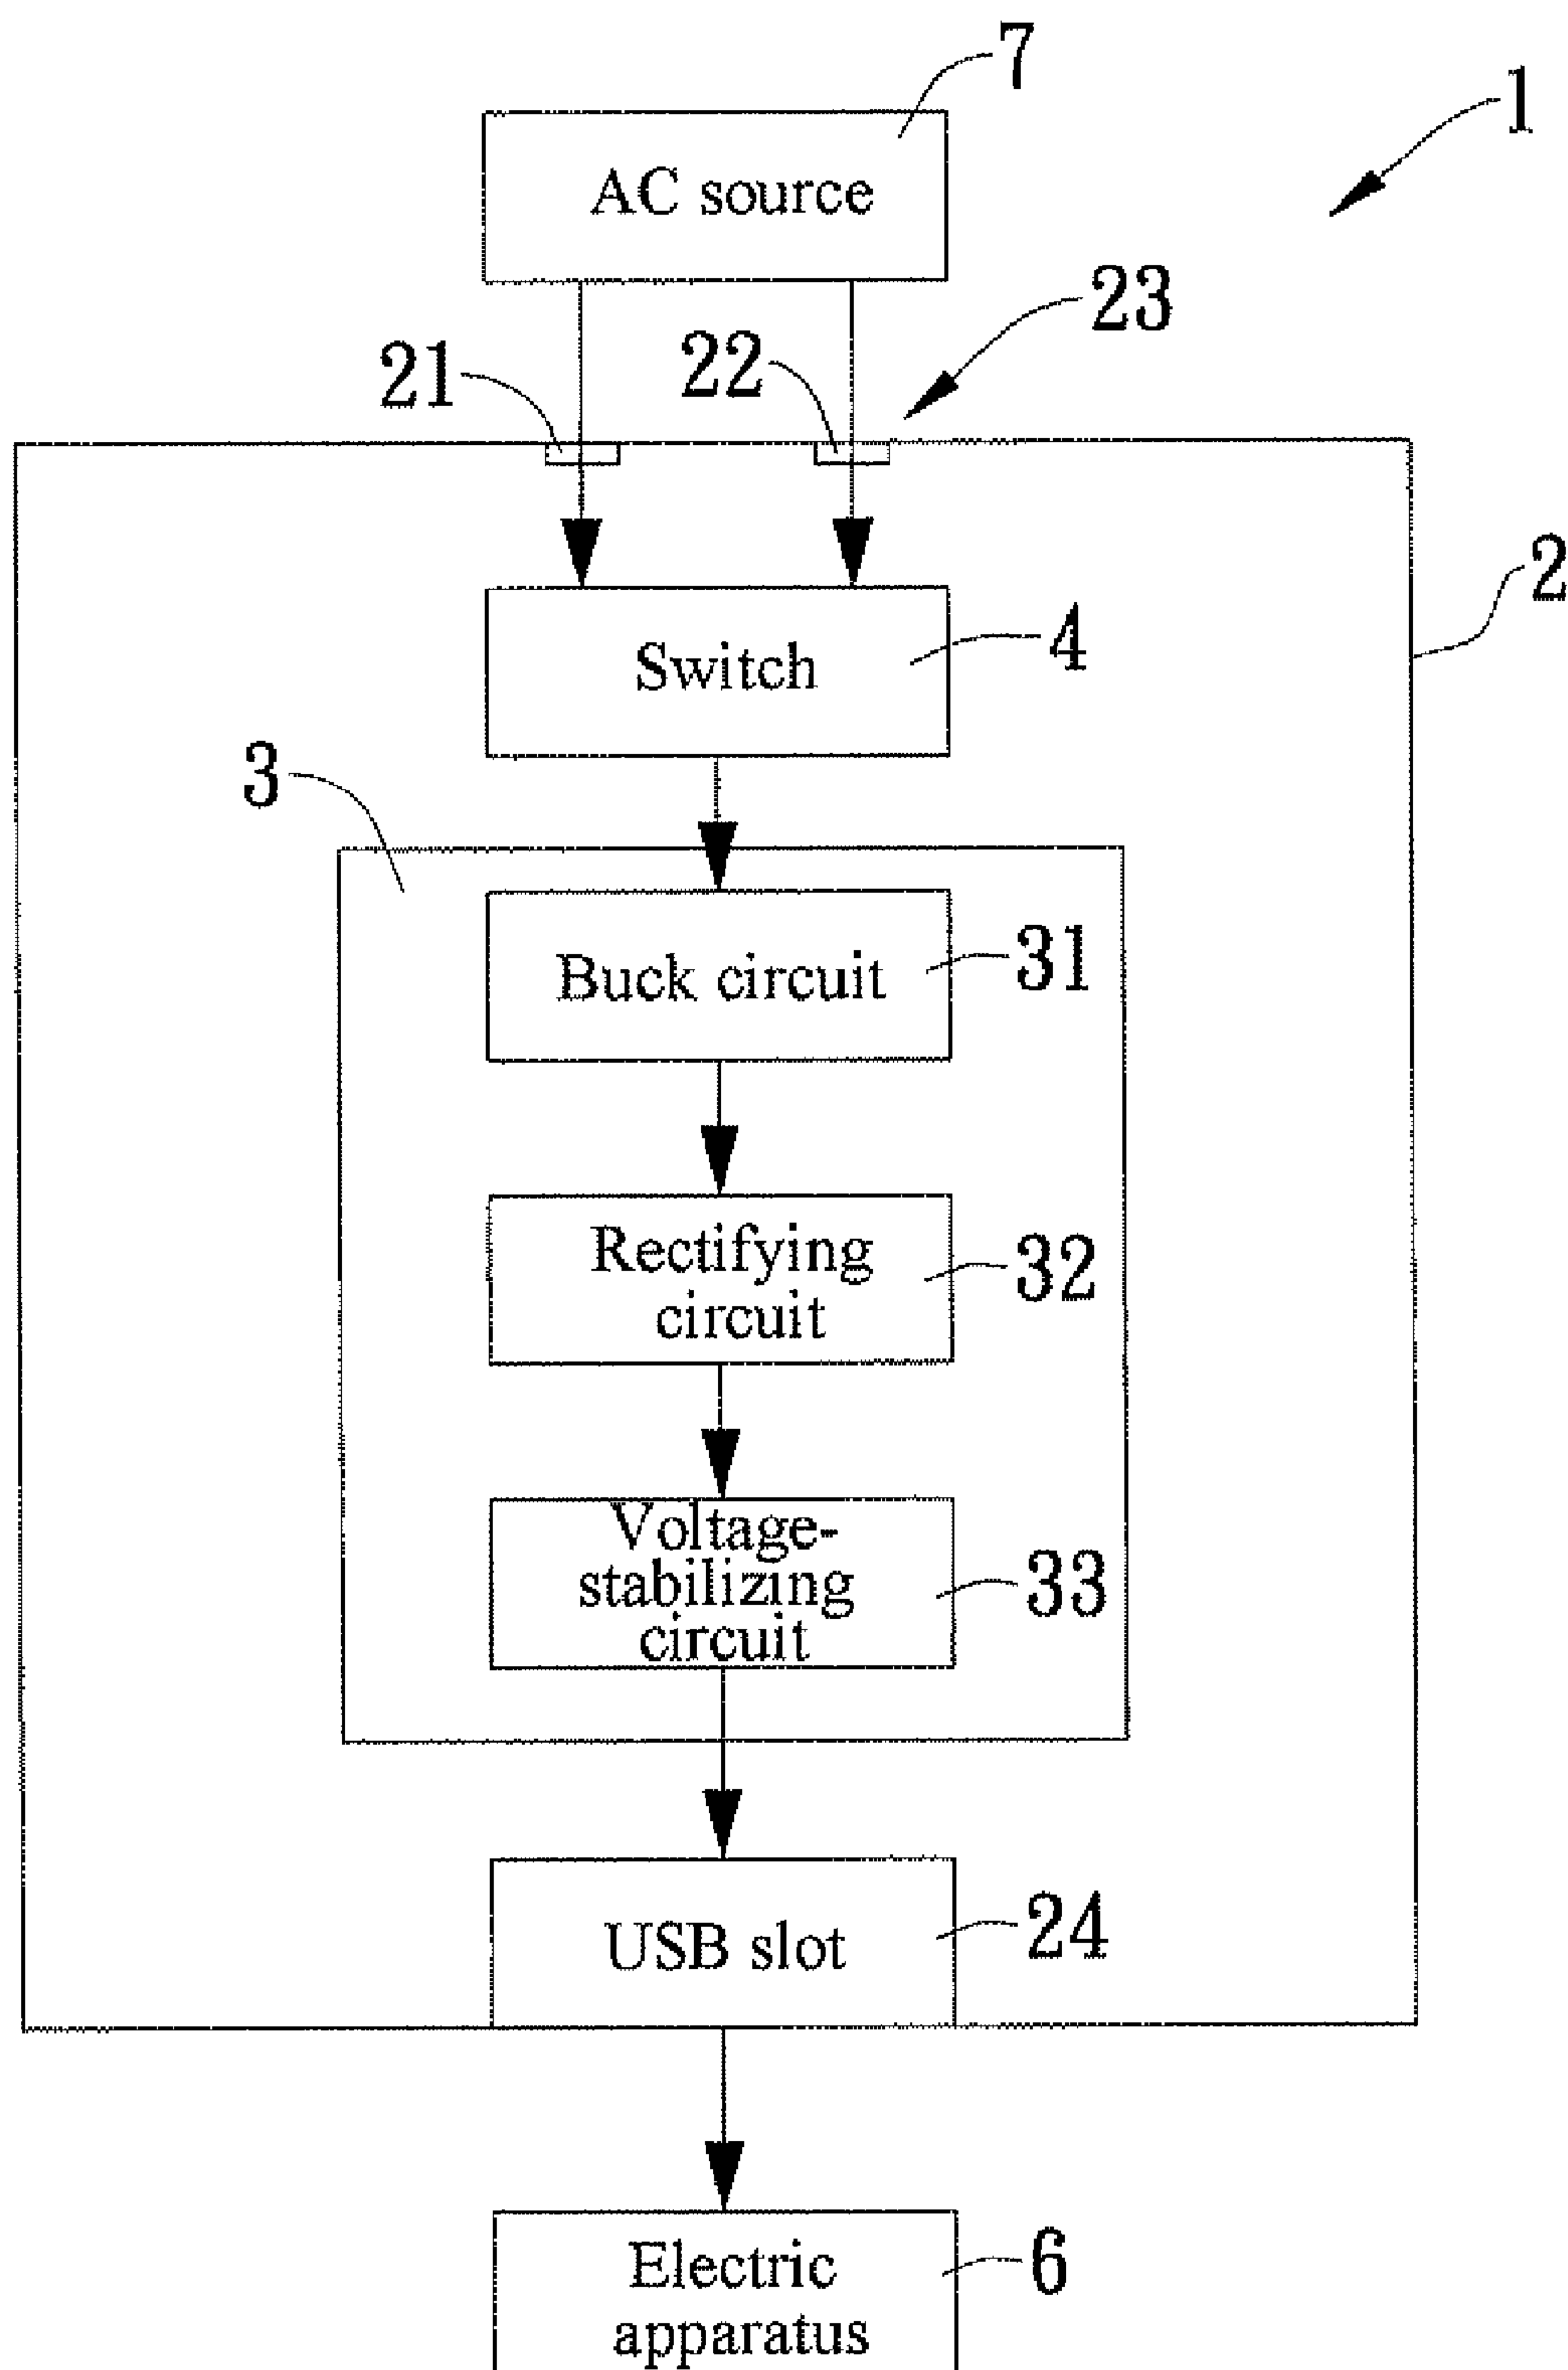 7
1
AC source
23
21
22
2
Switch
4
3
Buck circuit
31
Rectifying
circuit
32
Voltage-
stabilizing
circuit
33
USB slot
24
Electric
apparatus
6